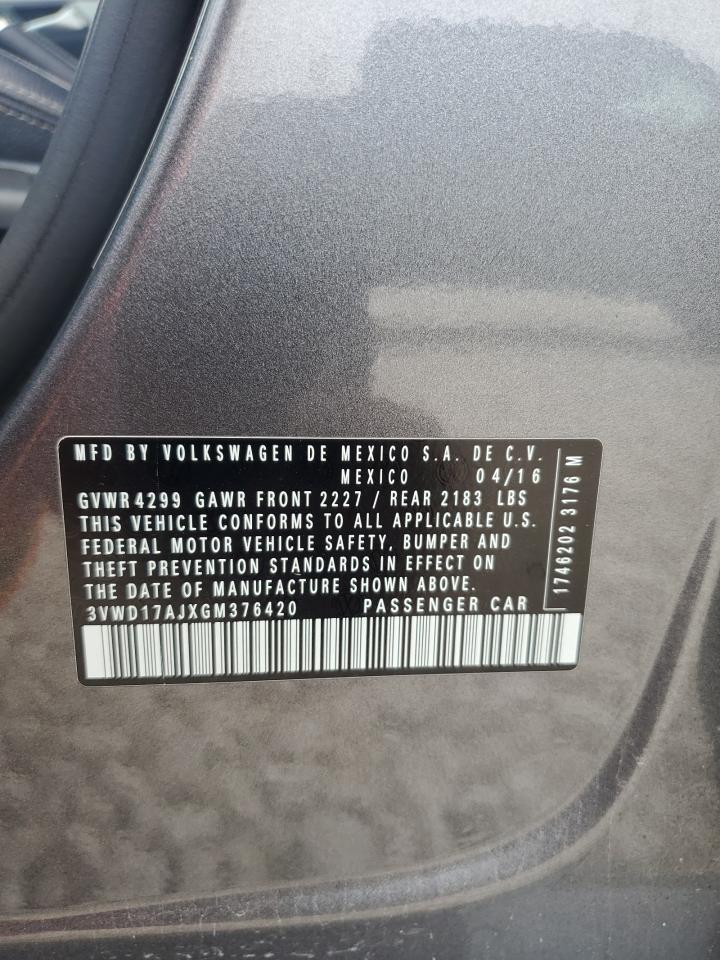 MFD BY VOLKSWAGEN DE MEXICO S.A. DE C.V.
MEXICO 04/16
GVWR 4299 GAWR FRONT 2227 / REAR 2183 LBS
THIS VEHICLE CONFORMS TO ALL APPLICABLE U.S.
FEDERAL MOTOR VEHICLE SAFETY, BUMPER AND
THEFT PREVENTION STANDARDS IN EFFECT ON
THE DATE OF MANUFACTURE SHOWN ABOVE.
3VWD17AJXGM376420 PASSENGER CAR
1746202 3176 M